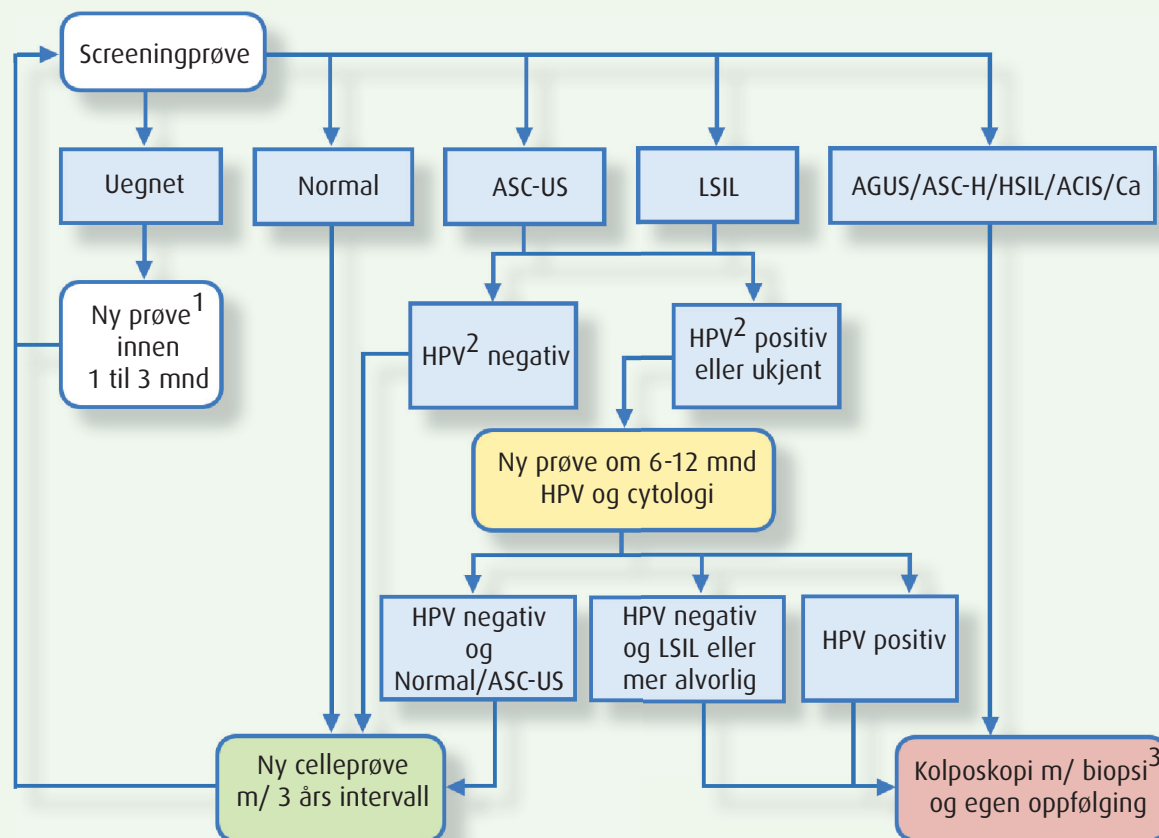 Screeningprøve
Uegnet
Normal
ASC-US
LSIL
AGUS/ASC-H/HSIL/ACIS/Ca
Ny prøve1
innen
1 til 3 mnd
HPV2 negativ
HPV2 positiv
eller ukjent
Ny prøve om 6-12 mnd
HPV og cytologi
HPV negativ
og
Normal/ASC-US
HPV negativ
og LSIL eller
mer alvorlig
HPV positiv
Ny celleprøve
m/ 3 års intervall
Kolposkopi m/ biopsi3
og egen oppfølging